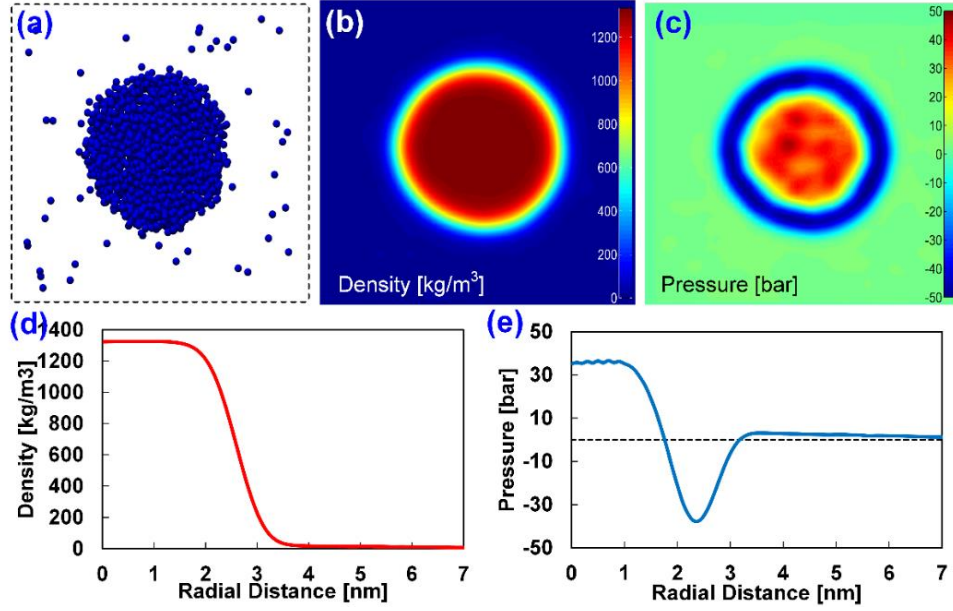 (a)
(b)
Density [kg/m³]
1200
1000
800
600
400
200
0
(c)
Pressure [bar]
50
40
30
20
10
0
-10
-20
-30
-40
-50
(d)
Density [kg/m3]
1400
1200
1000
800
600
400
200
0
0 1 2 3 4 5 6 7
Radial Distance [nm]
(e)
Pressure [bar]
50
30
10
-10
-30
-50
0 1 2 3 4 5 6 7
Radial Distance [nm]